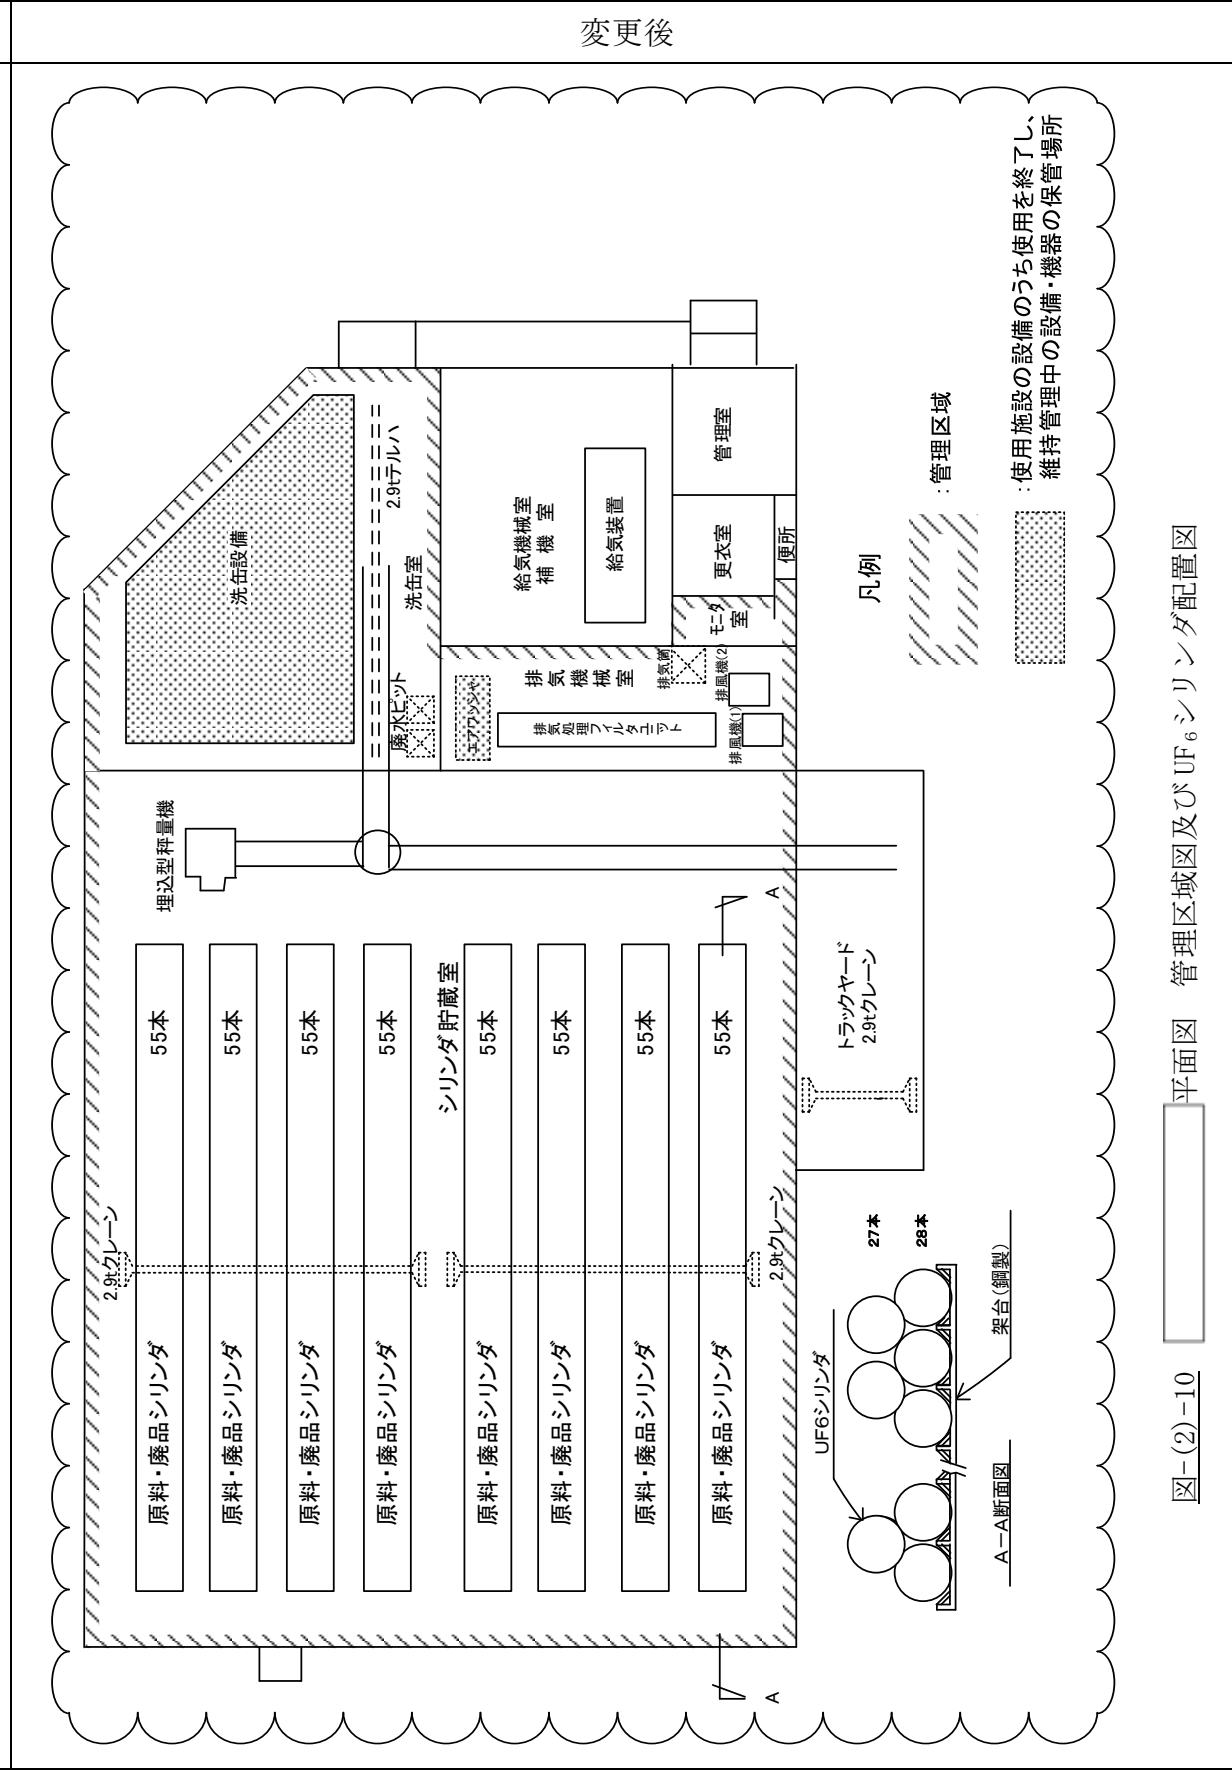 変更後
:使用施設の設備のうち使用を終了し、
維持管理中の設備・機器の保管場所
:管理区域
凡例
洗缶設備
2.9tテルハ
洗缶室
給気機械室
補機室
給気装置
管理室
更衣室
便所
モニタ
室
排気筒
排風機(2)
排風機(1)
排気機械室
エアワッシャ
排気処理フィルタユニット
廃水ピット
埋込型秤量機
A
シリンダ貯蔵室
原料・廃品シリンダ 55本
原料・廃品シリンダ 55本
原料・廃品シリンダ 55本
原料・廃品シリンダ 55本
原料・廃品シリンダ 55本
原料・廃品シリンダ 55本
原料・廃品シリンダ 55本
原料・廃品シリンダ 55本
2.9tクレーン
2.9tクレーン
トラックヤード
2.9tクレーン
A
UF6シリンダ
27本
28本
架台(鋼製)
A-A断面図
図-(2)-10 平面図 管理区域図及びUF6シリンダ配置図